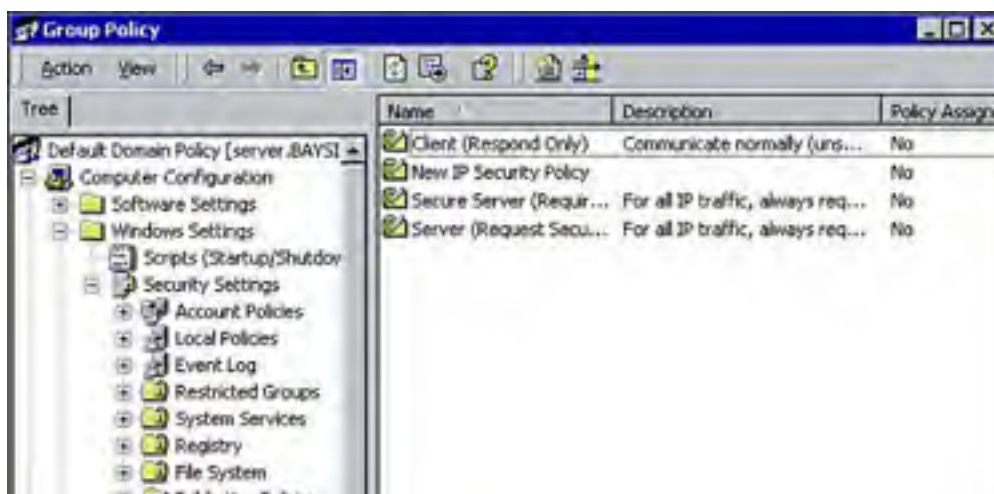 Group Policy
Action View
Tree
Name Description Policy Assign
Default Domain Policy [server.BAYSI
Computer Configuration
Software Settings
Windows Settings
Scripts (Startup/Shutdov
Security Settings
Account Policies
Local Policies
Event Log
Restricted Groups
System Services
Registry
File System
Client (Respond Only) Communicate normally (uns... No
New IP Security Policy No
Secure Server (Requir... For all IP traffic, always req... No
Server (Request Secu... For all IP traffic, always req... No